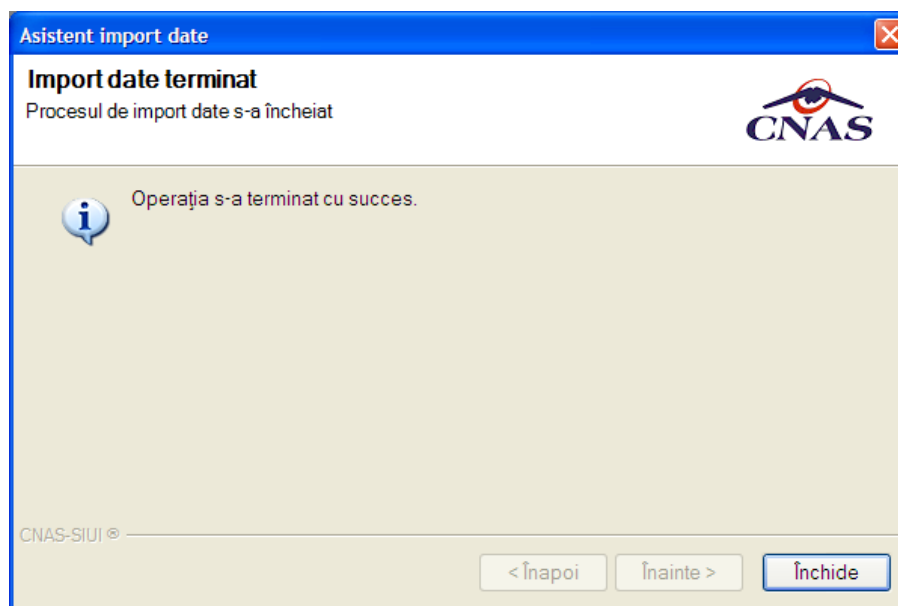 Asistent import date
Import date terminat
Procesul de import date s-a încheiat
CNAS
Operaţia s-a terminat cu succes.
CNAS-SIUI ®
< Înapoi
Înainte >
Închide